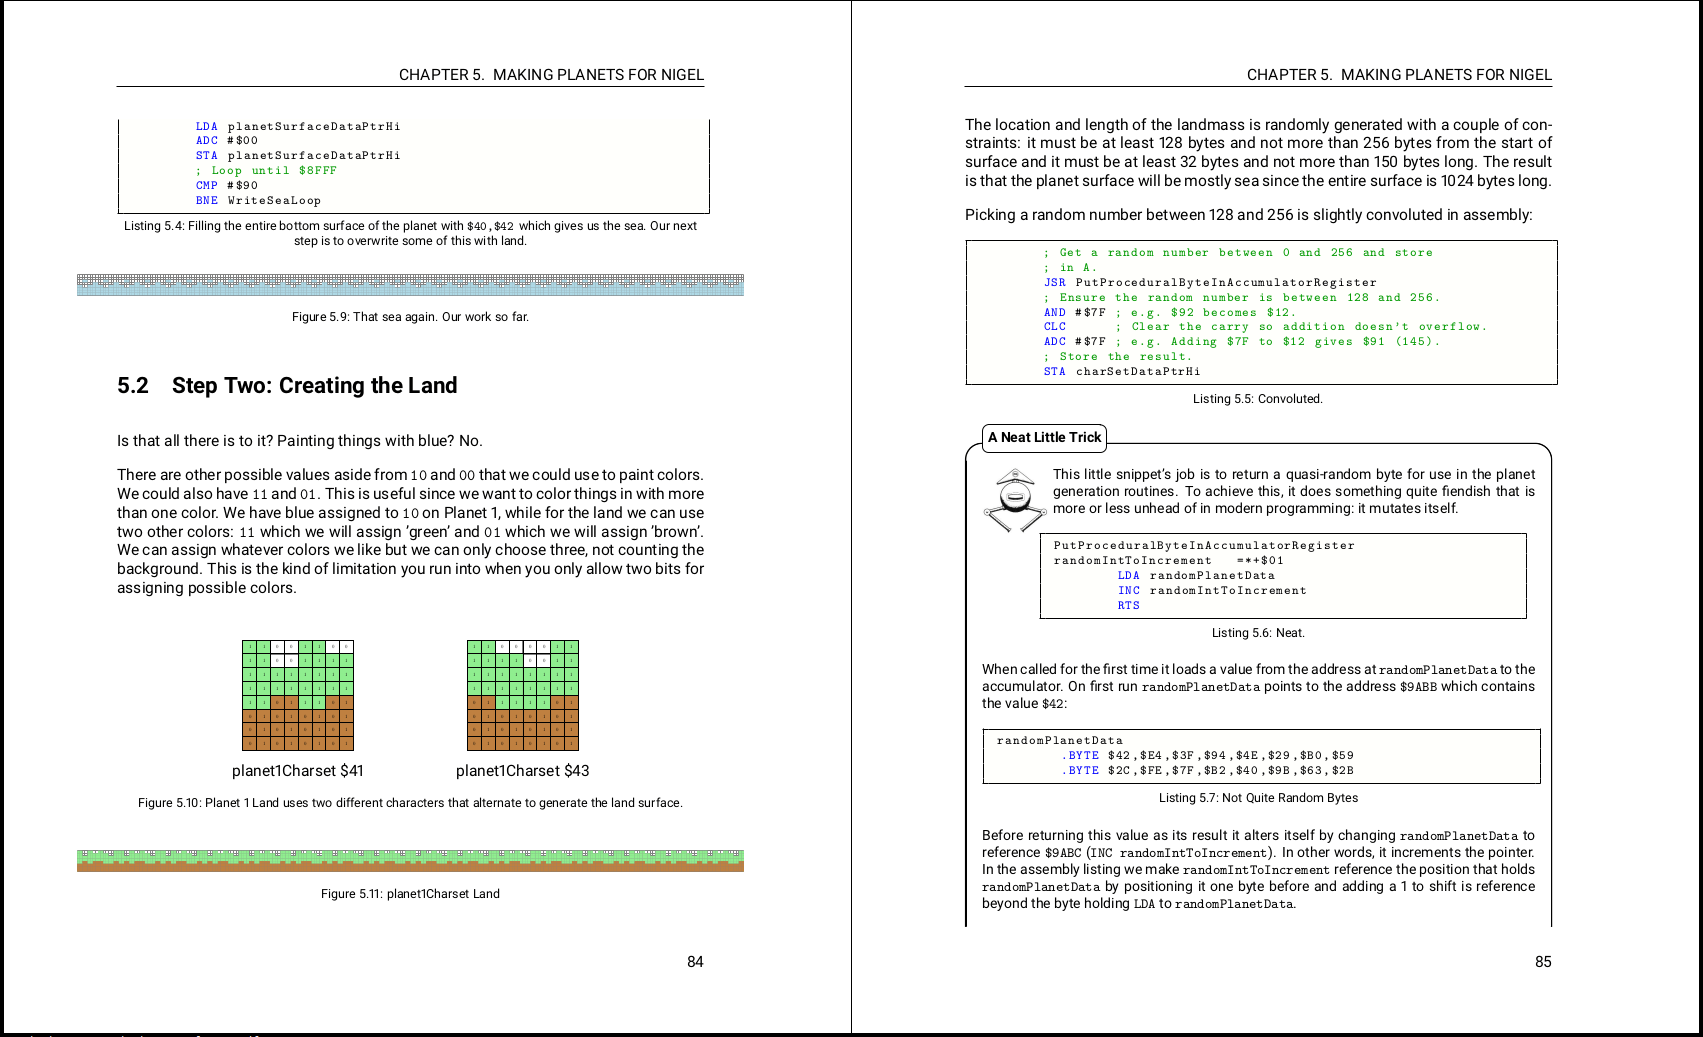 CHAPTER 5. MAKING PLANETS FOR NIGEL
LDA planetSurfaceDataPtrHi
ADC #$00
STA planetSurfaceDataPtrHi
; Loop until $8FFF
CMP #$90
BNE WriteSeaLoop
Listing 5.4: Filling the entire bottom surface of the planet with $40,$42 which gives us the sea. Our next
step is to overwrite some of this with land.
Figure 5.9: That sea again. Our work so far.
5.2 Step Two: Creating the Land
Is that all there is to it? Painting things with blue? No.
There are other possible values aside from 10 and 00 that we could use to paint colors.
We could also have 11 and 01. This is useful since we want to color things in with more
than one color. We have blue assigned to 10 on Planet 1, while for the land we can use
two other colors: 11 which we will assign 'green' and 01 which we will assign 'brown'.
We can assign whatever colors we like but we can only choose three, not counting the
background. This is the kind of limitation you run into when you only allow two bits for
assigning possible colors.
planet1Charset $41
planet1Charset $43
Figure 5.10: Planet 1 Land uses two different characters that alternate to generate the land surface.
Figure 5.11: planet1Charset Land
84
CHAPTER 5. MAKING PLANETS FOR NIGEL
The location and length of the landmass is randomly generated with a couple of con-
straints: it must be at least 128 bytes and not more than 256 bytes from the start of
surface and it must be at least 32 bytes and not more than 150 bytes long. The result
is that the planet surface will be mostly sea since the entire surface is 1024 bytes long.
Picking a random number between 128 and 256 is slightly convoluted in assembly:
; Get a random number between 0 and 256 and store
; in A.
JSR PutProceduralByteInAccumulatorRegister
; Ensure the random number is between 128 and 256.
AND #$7F ; e.g. $92 becomes $12.
CLC ; Clear the carry so addition doesn't overflow.
ADC #$7F ; e.g. Adding $7F to $12 gives $91 (145).
; Store the result.
STA charSetDataPtrHi
Listing 5.5: Convoluted.
A Neat Little Trick
This little snippet's job is to return a quasi-random byte for use in the planet
generation routines. To achieve this, it does something quite fiendish that is
more or less unhead of in modern programming: it mutates itself.
PutProceduralByteInAccumulatorRegister
randomIntToIncrement =*+$01
LDA randomPlanetData
INC randomIntToIncrement
RTS
Listing 5.6: Neat.
When called for the first time it loads a value from the address at randomPlanetData to the
accumulator. On first run randomPlanetData points to the address $9ABB which contains
the value $42:
randomPlanetData
.BYTE $42,$E4,$3F,$94,$4E,$29,$B0,$59
.BYTE $2C,$FE,$7F,$B2,$40,$9B,$63,$2B
Listing 5.7: Not Quite Random Bytes
Before returning this value as its result it alters itself by changing randomPlanetData to
reference $9ABC (INC randomIntToIncrement). In other words, it increments the pointer.
In the assembly listing we make randomIntToIncrement reference the position that holds
randomPlanetData by positioning it one byte before and adding a 1 to shift is reference
beyond the byte holding LDA to randomPlanetData.
85